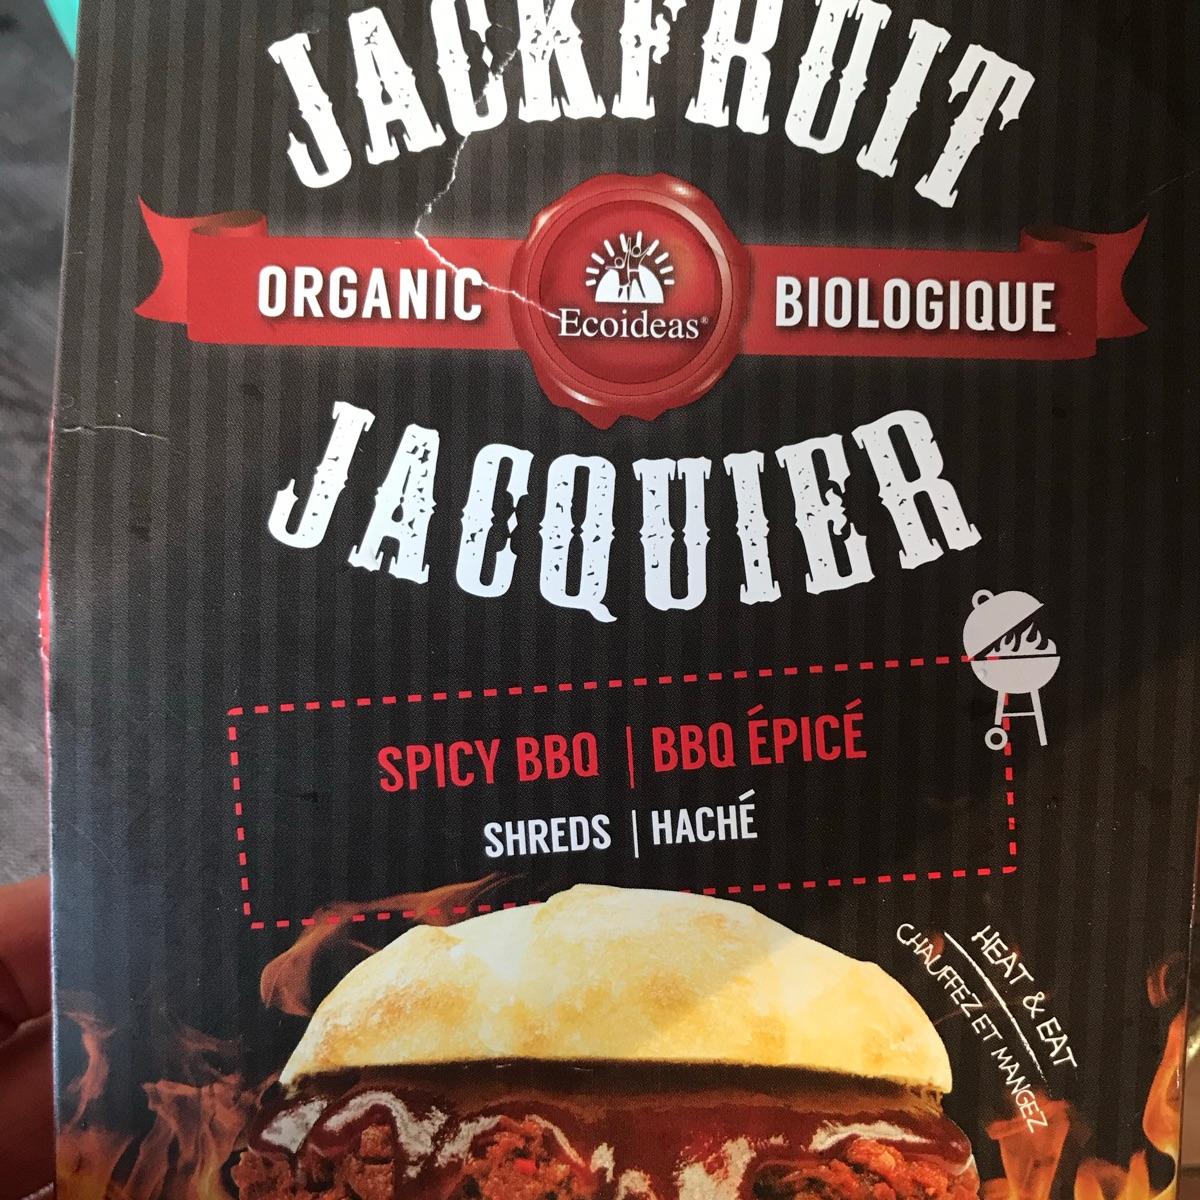 JACKFRUIT
ORGANIC
Ecoideas®
BIOLOGIQUE
JACQUIER
SPICY BBQ | BBQ ÉPICÉ
SHREDS | HACHÉ
HEAT & EAT
CHAUFFEZ ET MANGEZ